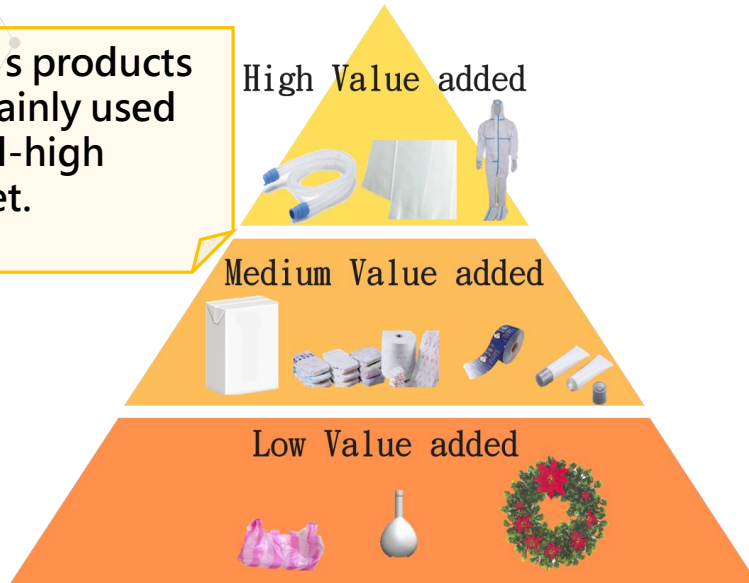 s products
ainly used
-high
et.
High Value added
Medium Value added
Low Value added